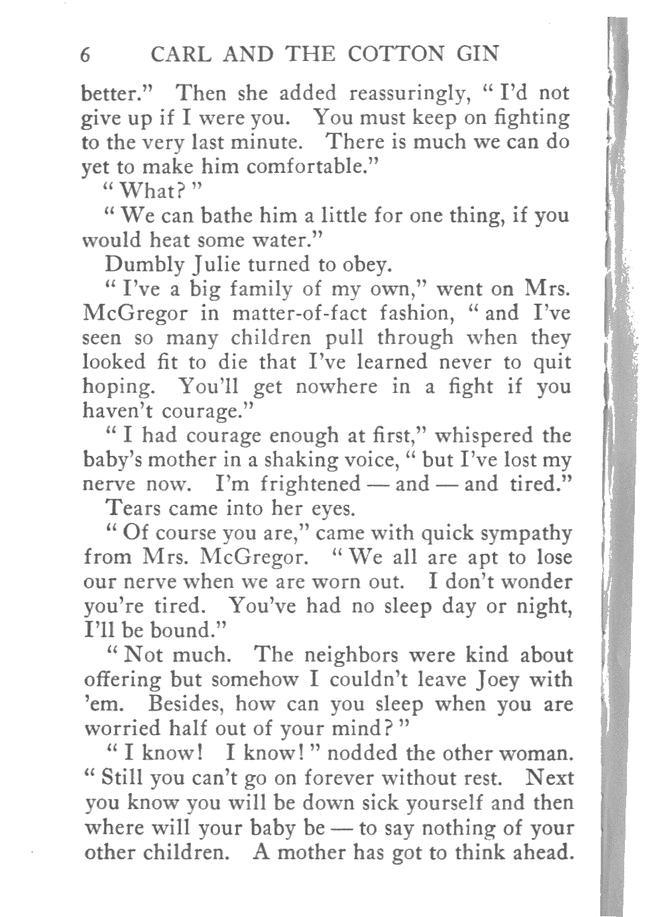 6 CARL AND THE COTTON GIN
better.” Then she added reassuringly, “ I’d not
give up if I were you. You must keep on fighting
to the very last minute. There is much we can do
yet to make him comfortable.”
“ What? ”
“ We can bathe him a little for one thing, if you
would heat some water.”
Dumbly Julie turned to obey.
“ I’ve a big family of my own,” went on Mrs.
McGregor in matter-of-fact fashion, “ and I’ve
seen so many children pull through when they
looked fit to die that I’ve learned never to quit
hoping. You’ll get nowhere in a fight if you
haven’t courage.”
“ I had courage enough at first,” whispered the
baby’s mother in a shaking voice, “ but I’ve lost my
nerve now. I’m frightened — and — and tired.”
Tears came into her eyes.
“ Of course you are,” came with quick sympathy
from Mrs. McGregor. “ We all are apt to lose
our nerve when we are worn out. I don’t wonder
you’re tired. You’ve had no sleep day or night,
I’ll be bound.”
“ Not much. The neighbors were kind about
offering but somehow I couldn’t leave Joey with
’em. Besides, how can you sleep when you are
worried half out of your mind? ”
“ I know! I know! ” nodded the other woman.
“ Still you can’t go on forever without rest. Next
you know you will be down sick yourself and then
where will your baby be — to say nothing of your
other children. A mother has got to think ahead.